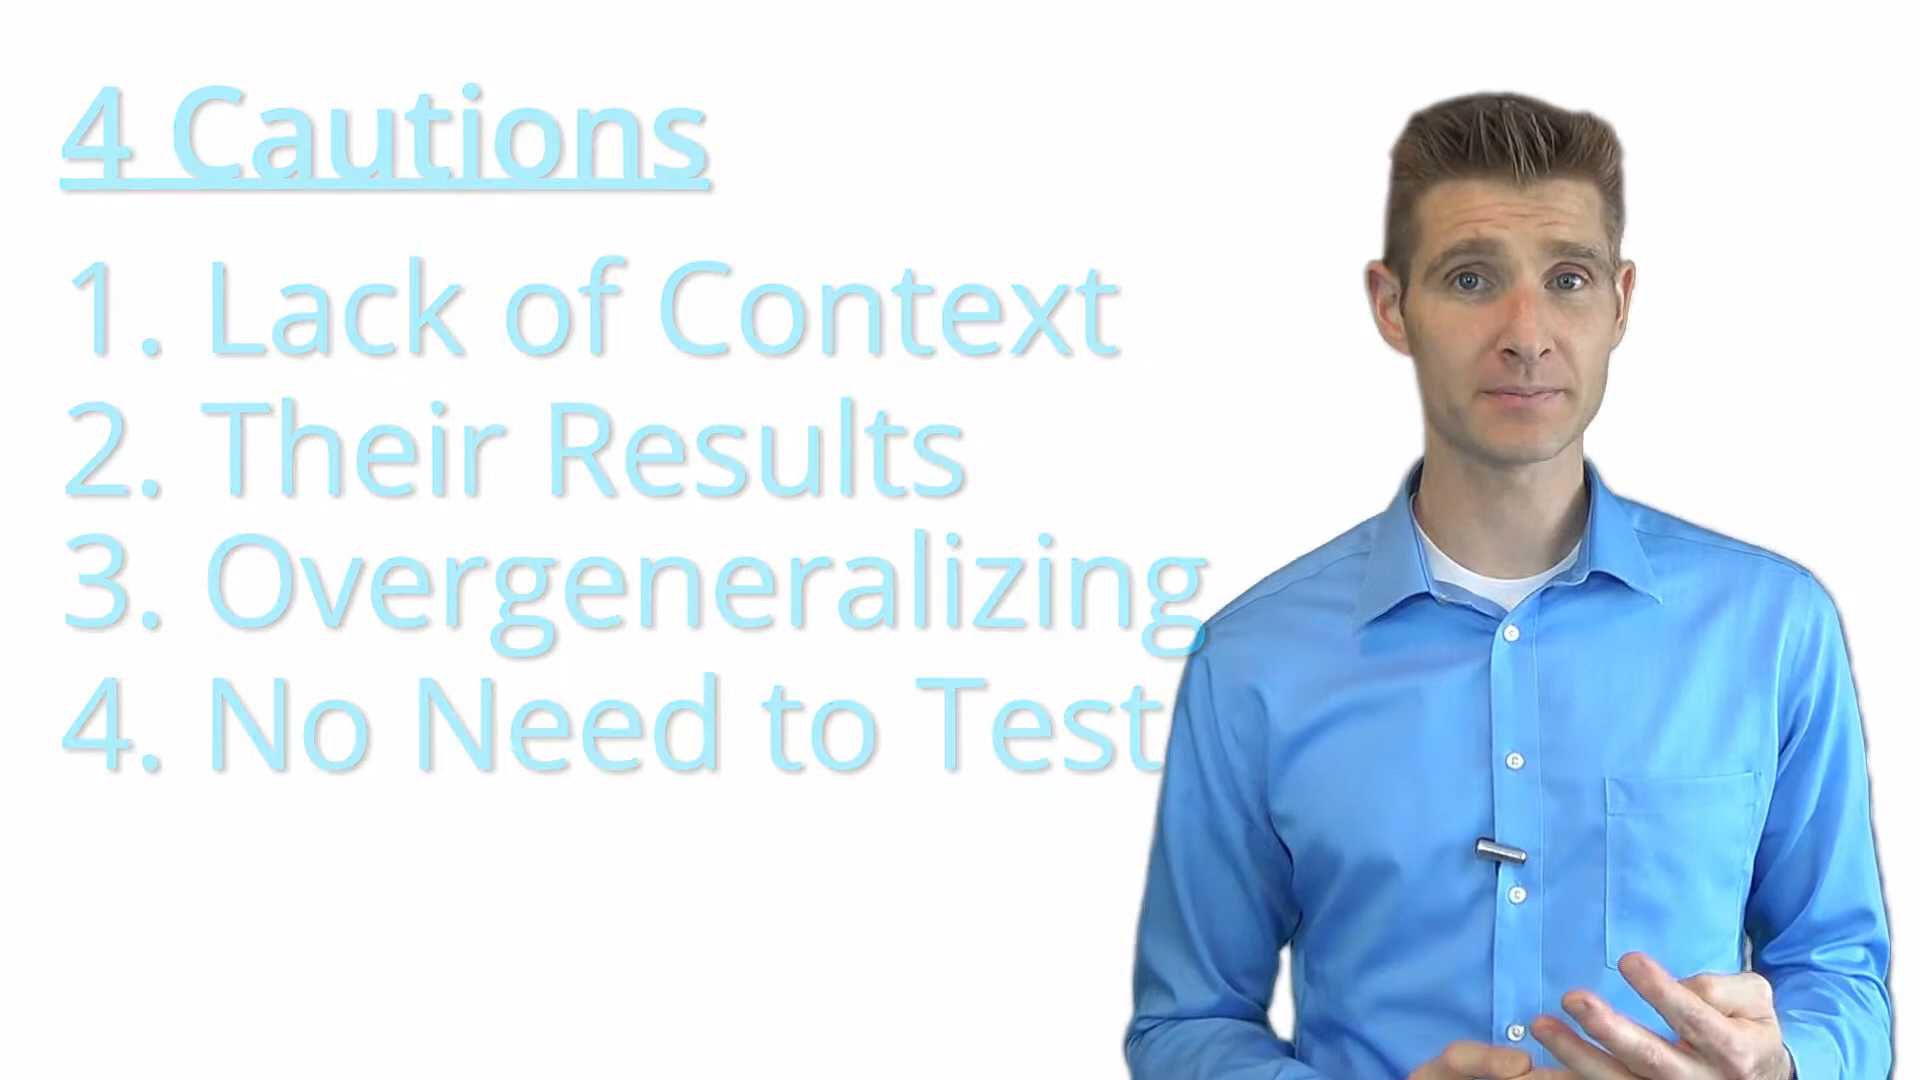 4 Cautions
1. Lack of Context
2. Their Results
3. Overgeneralizing
4. No Need to Test